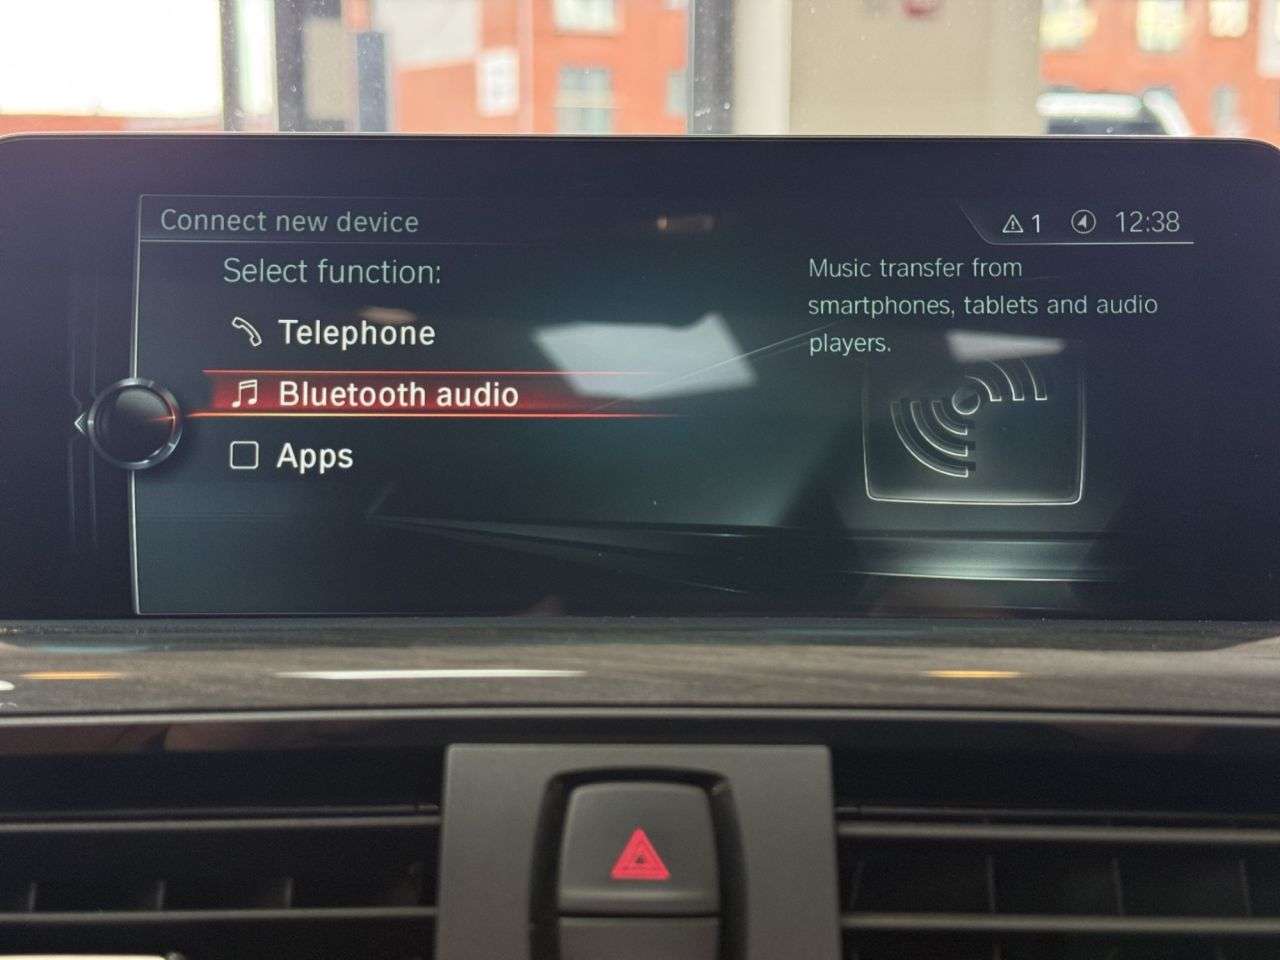 Connect new device
1 12:38
Select function:
Telephone
Bluetooth audio
Apps
Music transfer from
smartphones, tablets and audio
players.